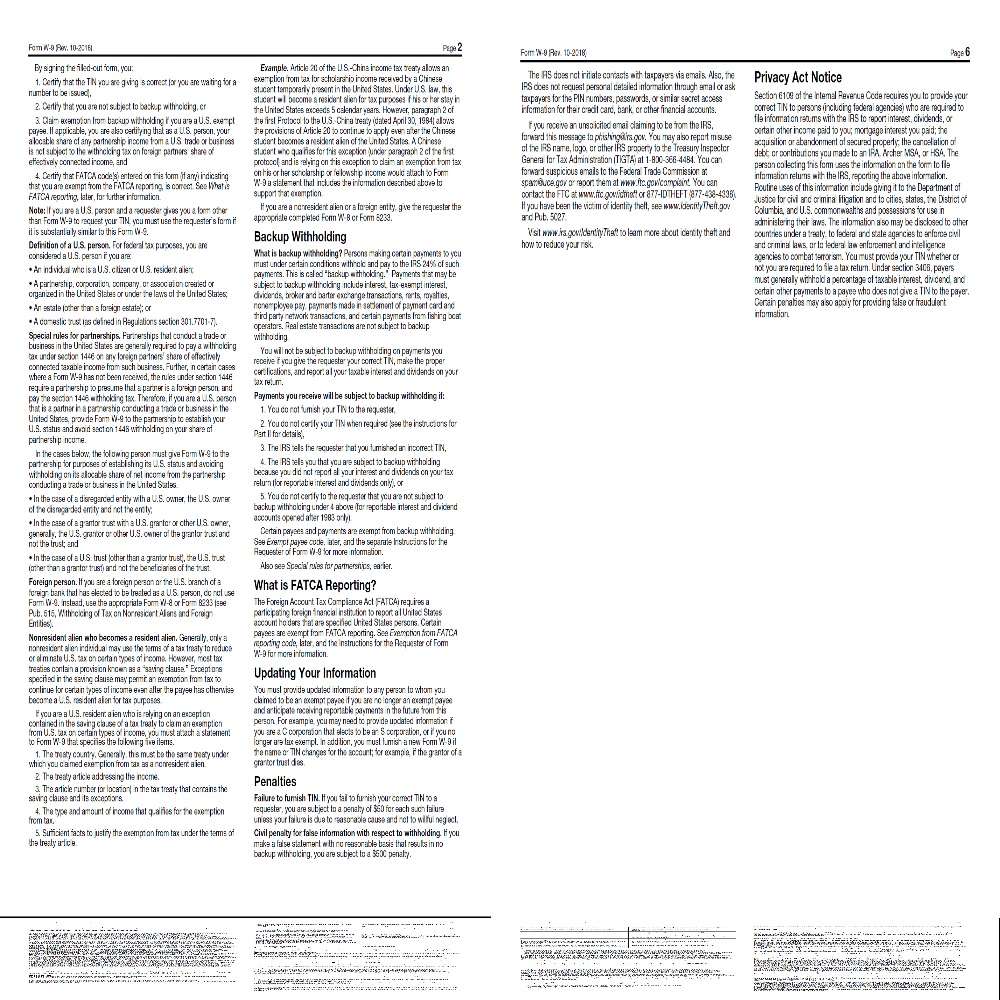 Form W-9 (Rev. 10-2018)
Page 2
By signing the filled-out form, you:
1. Certify that the TIN you are giving is correct (or you are waiting for a
number to be issued),
2. Certify that you are not subject to backup withholding, or
3. Claim exemption from backup withholding if you are a U.S. exempt
payee. If applicable, you are also certifying that as a U.S. person, your
allocable share of any partnership income from a U.S. trade or business
is not subject to the withholding tax on foreign partners' share of
effectively connected income, and
4. Certify that FATCA code(s) entered on this form (if any) indicating
that you are exempt from the FATCA reporting, is correct. See What is
FATCA reporting, later, for further information.
Note: If you are a U.S. person and a requester gives you a form other
than Form W-9 to request your TIN, you must use the requester's form if
it is substantially similar to this Form W-9.
Definition of a U.S. person. For federal tax purposes, you are
considered a U.S. person if you are:
• An individual who is a U.S. citizen or U.S. resident alien;
• A partnership, corporation, company, or association created or
organized in the United States or under the laws of the United States;
• An estate (other than a foreign estate); or
• A domestic trust (as defined in Regulations section 301.7701-7).
Special rules for partnerships. Partnerships that conduct a trade or
business in the United States are generally required to pay a withholding
tax under section 1446 on any foreign partners' share of effectively
connected taxable income from such business. Further, in certain cases
where a Form W-9 has not been received, the rules under section 1446
require a partnership to presume that a partner is a foreign person, and
pay the section 1446 withholding tax. Therefore, if you are a U.S. person
that is a partner in a partnership conducting a trade or business in the
United States, provide Form W-9 to the partnership to establish your
U.S. status and avoid section 1446 withholding on your share of
partnership income.
In the cases below, the following person must give Form W-9 to the
partnership for purposes of establishing its U.S. status and avoiding
withholding on its allocable share of net income from the partnership
conducting a trade or business in the United States.
• In the case of a disregarded entity with a U.S. owner, the U.S. owner
of the disregarded entity and not the entity;
• In the case of a grantor trust with a U.S. grantor or other U.S. owner,
generally, the U.S. grantor or other U.S. owner of the grantor trust and
not the trust; and
• In the case of a U.S. trust (other than a grantor trust), the U.S. trust
(other than a grantor trust) and not the beneficiaries of the trust.
Foreign person. If you are a foreign person or the U.S. branch of a
foreign bank that has elected to be treated as a U.S. person, do not use
Form W-9. Instead, use the appropriate Form W-8 or Form 8233 (see
Pub. 515, Withholding of Tax on Nonresident Aliens and Foreign
Entities).
Nonresident alien who becomes a resident alien. Generally, only a
nonresident alien individual may use the terms of a tax treaty to reduce
or eliminate U.S. tax on certain types of income. However, most tax
treaties contain a provision known as a "saving clause." Exceptions
specified in the saving clause may permit an exemption from tax to
continue for certain types of income even after the payee has otherwise
become a U.S. resident alien for tax purposes.
If you are a U.S. resident alien who is relying on an exception
contained in the saving clause of a tax treaty to claim an exemption
from U.S. tax on certain types of income, you must attach a statement
to Form W-9 that specifies the following five items.
1. The treaty country. Generally, this must be the same treaty under
which you claimed exemption from tax as a nonresident alien.
2. The treaty article addressing the income.
3. The article number (or location) in the tax treaty that contains the
saving clause and its exceptions.
4. The type and amount of income that qualifies for the exemption
from tax.
5. Sufficient facts to justify the exemption from tax under the terms of
the treaty article.
Example. Article 20 of the U.S.-China income tax treaty allows an
exemption from tax for scholarship income received by a Chinese
student temporarily present in the United States. Under U.S. law, this
student will become a resident alien for tax purposes if his or her stay in
the United States exceeds 5 calendar years. However, paragraph 2 of
the first Protocol to the U.S.-China treaty (dated April 30, 1984) allows
the provisions of Article 20 to continue to apply even after the Chinese
student becomes a resident alien of the United States. A Chinese
student who qualifies for this exception (under paragraph 2 of the first
protocol) and is relying on this exception to claim an exemption from tax
on his or her scholarship or fellowship income would attach to Form
W-9 a statement that includes the information described above to
support that exemption.
If you are a nonresident alien or a foreign entity, give the requester the
appropriate completed Form W-8 or Form 8233.
Backup Withholding
What is backup withholding? Persons making certain payments to you
must under certain conditions withhold and pay to the IRS 24% of such
payments. This is called "backup withholding." Payments that may be
subject to backup withholding include interest, tax-exempt interest,
dividends, broker and barter exchange transactions, rents, royalties,
nonemployee pay, payments made in settlement of payment card and
third party network transactions, and certain payments from fishing boat
operators. Real estate transactions are not subject to backup
withholding.
You will not be subject to backup withholding on payments you
receive if you give the requester your correct TIN, make the proper
certifications, and report all your taxable interest and dividends on your
tax return.
Payments you receive will be subject to backup withholding if:
1. You do not furnish your TIN to the requester,
2. You do not certify your TIN when required (see the instructions for
Part II for details),
3. The IRS tells the requester that you furnished an incorrect TIN,
4. The IRS tells you that you are subject to backup withholding
because you did not report all your interest and dividends on your tax
return (for reportable interest and dividends only), or
5. You do not certify to the requester that you are not subject to
backup withholding under 4 above (for reportable interest and dividend
accounts opened after 1983 only).
Certain payees and payments are exempt from backup withholding.
See Exempt payee code, later, and the separate Instructions for the
Requester of Form W-9 for more information.
Also see Special rules for partnerships, earlier.
What is FATCA Reporting?
The Foreign Account Tax Compliance Act (FATCA) requires a
participating foreign financial institution to report all United States
account holders that are specified United States persons. Certain
payees are exempt from FATCA reporting. See Exemption from FATCA
reporting code, later, and the Instructions for the Requester of Form
W-9 for more information.
Updating Your Information
You must provide updated information to any person to whom you
claimed to be an exempt payee if you are no longer an exempt payee
and anticipate receiving reportable payments in the future from this
person. For example, you may need to provide updated information if
you are a C corporation that elects to be an S corporation, or if you no
longer are tax exempt. In addition, you must furnish a new Form W-9 if
the name or TIN changes for the account; for example, if the grantor of a
grantor trust dies.
Penalties
Failure to furnish TIN. If you fail to furnish your correct TIN to a
requester, you are subject to a penalty of $50 for each such failure
unless your failure is due to reasonable cause and not to willful neglect.
Civil penalty for false information with respect to withholding. If you
make a false statement with no reasonable basis that results in no
backup withholding, you are subject to a $500 penalty.
Form W-9 (Rev. 10-2018)
Page 6
The IRS does not initiate contacts with taxpayers via emails. Also, the
IRS does not request personal detailed information through email or ask
taxpayers for the PIN numbers, passwords, or similar secret access
information for their credit card, bank, or other financial accounts.
If you receive an unsolicited email claiming to be from the IRS,
forward this message to phishing@irs.gov. You may also report misuse
of the IRS name, logo, or other IRS property to the Treasury Inspector
General for Tax Administration (TIGTA) at 1-800-366-4484. You can
forward suspicious emails to the Federal Trade Commission at
spam@uce.gov or report them at www.ftc.gov/complaint. You can
contact the FTC at www.ftc.gov/idtheft or 877-IDTHEFT (877-438-4338).
If you have been the victim of identity theft, see www.IdentityTheft.gov
and Pub. 5027.
Visit www.irs.gov/IdentityTheft to learn more about identity theft and
how to reduce your risk.
Privacy Act Notice
Section 6109 of the Internal Revenue Code requires you to provide your
correct TIN to persons (including federal agencies) who are required to
file information returns with the IRS to report interest, dividends, or
certain other income paid to you; mortgage interest you paid; the
acquisition or abandonment of secured property; the cancellation of
debt; or contributions you made to an IRA, Archer MSA, or HSA. The
person collecting this form uses the information on the form to file
information returns with the IRS, reporting the above information.
Routine uses of this information include giving it to the Department of
Justice for civil and criminal litigation and to cities, states, the District of
Columbia, and U.S. commonwealths and possessions for use in
administering their laws. The information also may be disclosed to other
countries under a treaty, to federal and state agencies to enforce civil
and criminal laws, or to federal law enforcement and intelligence
agencies to combat terrorism. You must provide your TIN whether or
not you are required to file a tax return. Under section 3406, payers
must generally withhold a percentage of taxable interest, dividend, and
certain other payments to a payee who does not give a TIN to the payer.
Certain penalties may also apply for providing false or fraudulent
information.